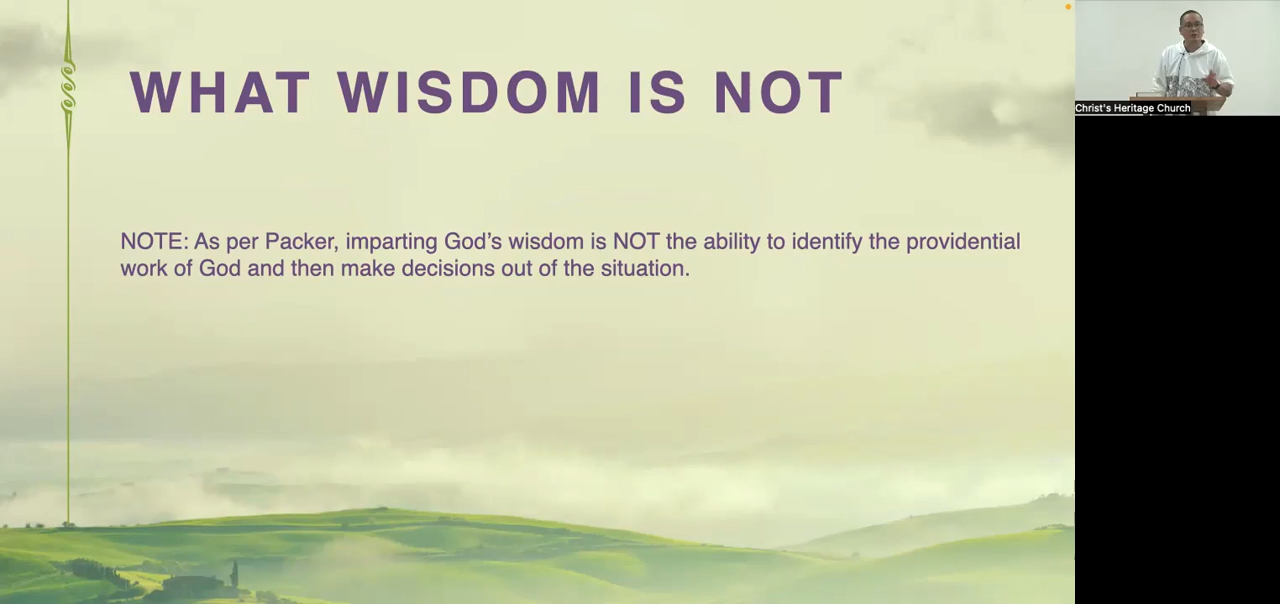 WHAT WISDOM IS NOT
NOTE: As per Packer, imparting God’s wisdom is NOT the ability to identify the providential
work of God and then make decisions out of the situation.
Christ's Heritage Church